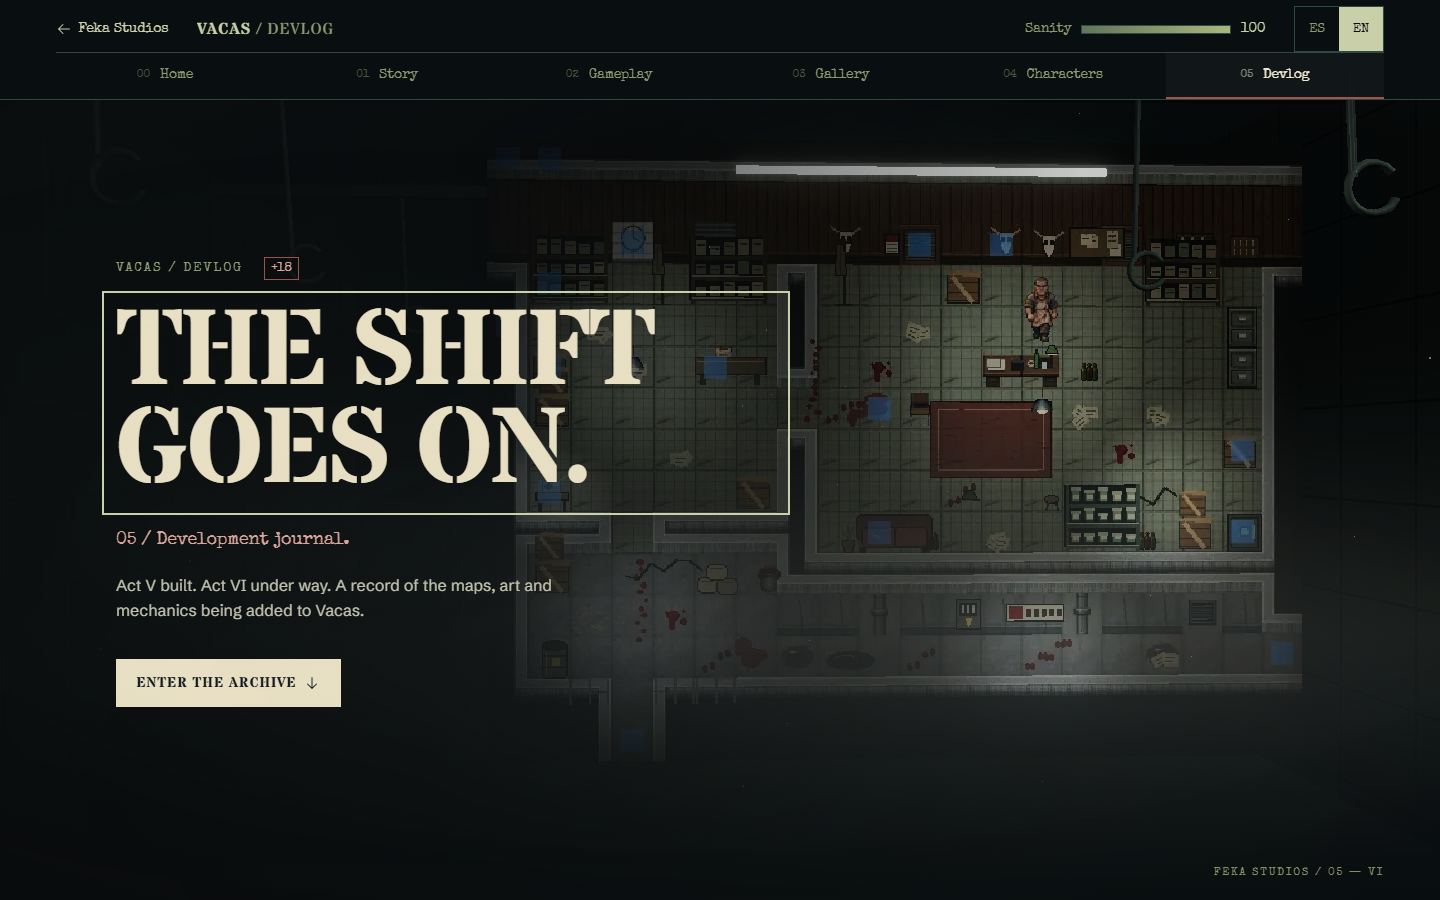 ← Feka Studios
VACAS / DEVLOG
Sanity 100
ES EN
00 Home
01 Story
02 Gameplay
03 Gallery
04 Characters
05 Devlog
VACAS / DEVLOG +18
THE SHIFT
GOES ON.
05 / Development journal.
Act V built. Act VI under way. A record of the maps, art and
mechanics being added to Vacas.
ENTER THE ARCHIVE ↓
FEKA STUDIOS / 05 — VI